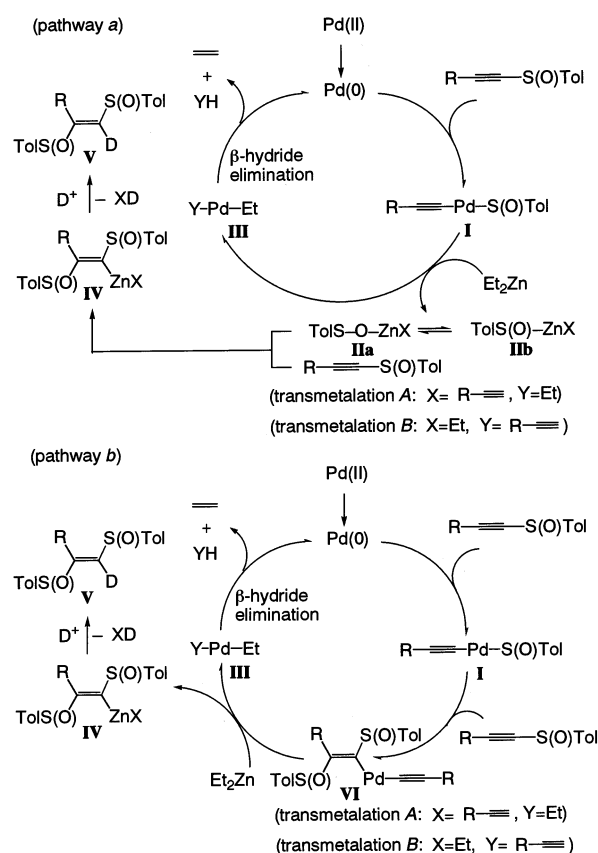 (pathway a)
Pd(II)
Pd(0)
+
YH
R S(O)Tol
R S(O)Tol
TolS(O) D
V
β-hydride
elimination
D+ – XD
Y-Pd-Et
III
R Pd-S(O)Tol
I
R S(O)Tol
TolS(O) ZnX
IV
Et2Zn
TolS-O-ZnX TolS(O)-ZnX
IIa IIb
R S(O)Tol
(transmetalation A: X= R , Y=Et)
(transmetalation B: X=Et, Y= R )
(pathway b)
Pd(II)
Pd(0)
+
YH
R S(O)Tol
R S(O)Tol
TolS(O) D
V
β-hydride
elimination
D+ – XD
Y-Pd-Et
III
R Pd-S(O)Tol
I
R S(O)Tol
TolS(O) ZnX
IV
Et2Zn
R S(O)Tol
TolS(O) Pd R
VI
R S(O)Tol
(transmetalation A: X= R , Y=Et)
(transmetalation B: X=Et, Y= R )